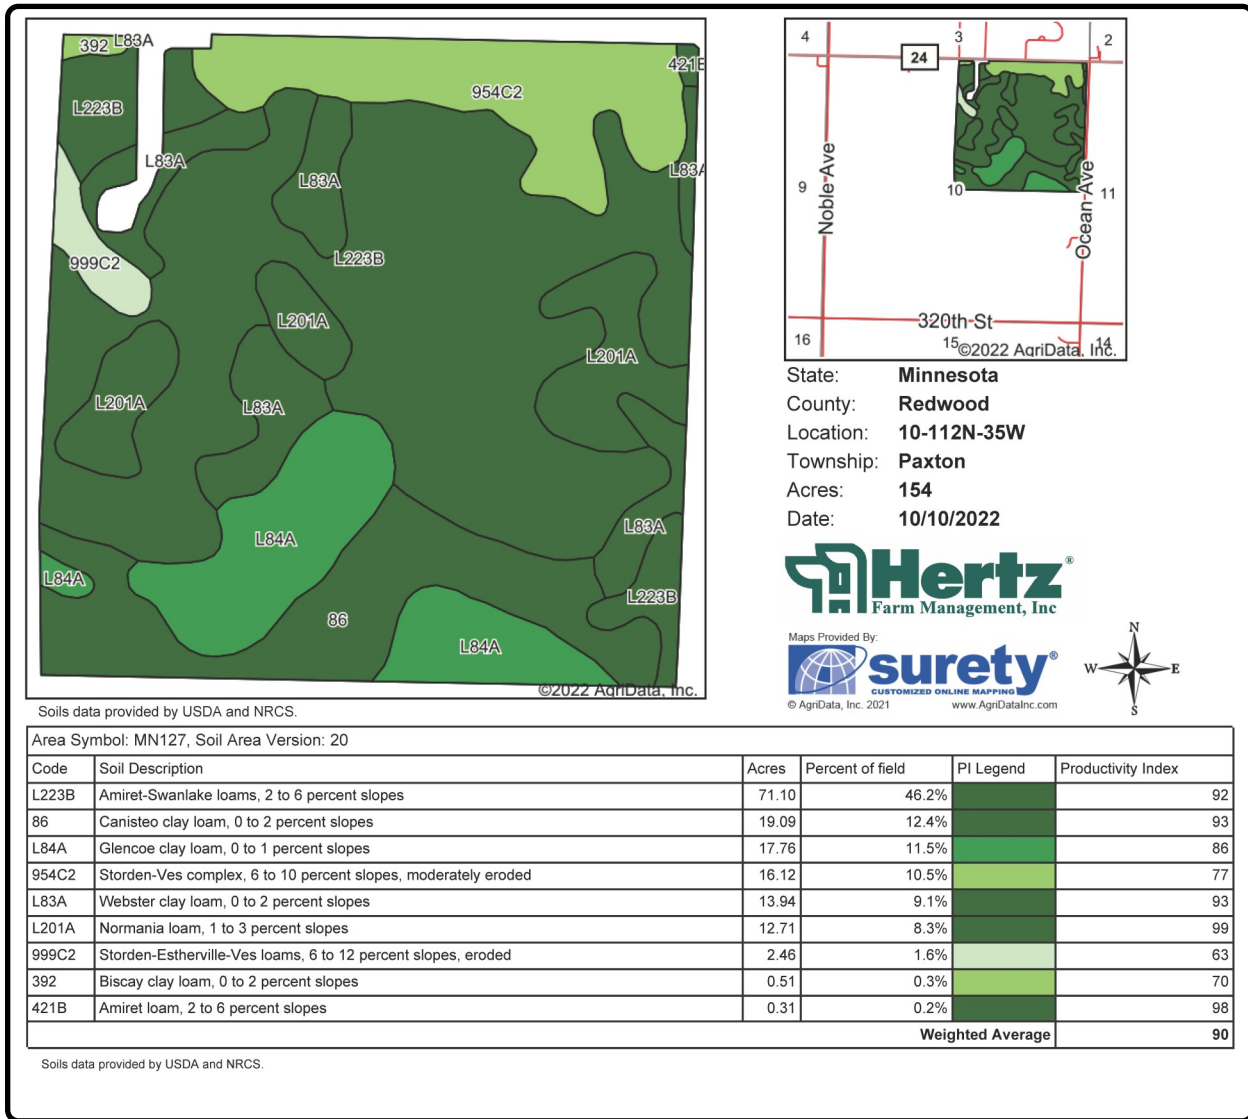 392
L83A
421B
L223B
954C2
L83A
L83A
L83A
L223B
999C2
L201A
L201A
L201A
L83A
L84A
L83A
L84A
L223B
86
L84A
©2022 AgriData, Inc.
Soils data provided by USDA and NRCS.
4
3
2
24
9
Noble Ave
10
Ocean Ave
11
320th St
16
15
14
©2022 AgriData, Inc.
State: Minnesota
County: Redwood
Location: 10-112N-35W
Township: Paxton
Acres: 154
Date: 10/10/2022
Hertz®
Farm Management, Inc
Maps Provided By:
surety®
CUSTOMIZED ONLINE MAPPING
© AgriData, Inc. 2021 www.AgriDataInc.com
N
W E
S
Area Symbol: MN127, Soil Area Version: 20
Code Soil Description Acres Percent of field PI Legend Productivity Index
L223B Amiret-Swanlake loams, 2 to 6 percent slopes 71.10 46.2% 92
86 Canisteo clay loam, 0 to 2 percent slopes 19.09 12.4% 93
L84A Glencoe clay loam, 0 to 1 percent slopes 17.76 11.5% 86
954C2 Storden-Ves complex, 6 to 10 percent slopes, moderately eroded 16.12 10.5% 77
L83A Webster clay loam, 0 to 2 percent slopes 13.94 9.1% 93
L201A Normania loam, 1 to 3 percent slopes 12.71 8.3% 99
999C2 Storden-Estherville-Ves loams, 6 to 12 percent slopes, eroded 2.46 1.6% 63
392 Biscay clay loam, 0 to 2 percent slopes 0.51 0.3% 70
421B Amiret loam, 2 to 6 percent slopes 0.31 0.2% 98
Weighted Average 90
Soils data provided by USDA and NRCS.